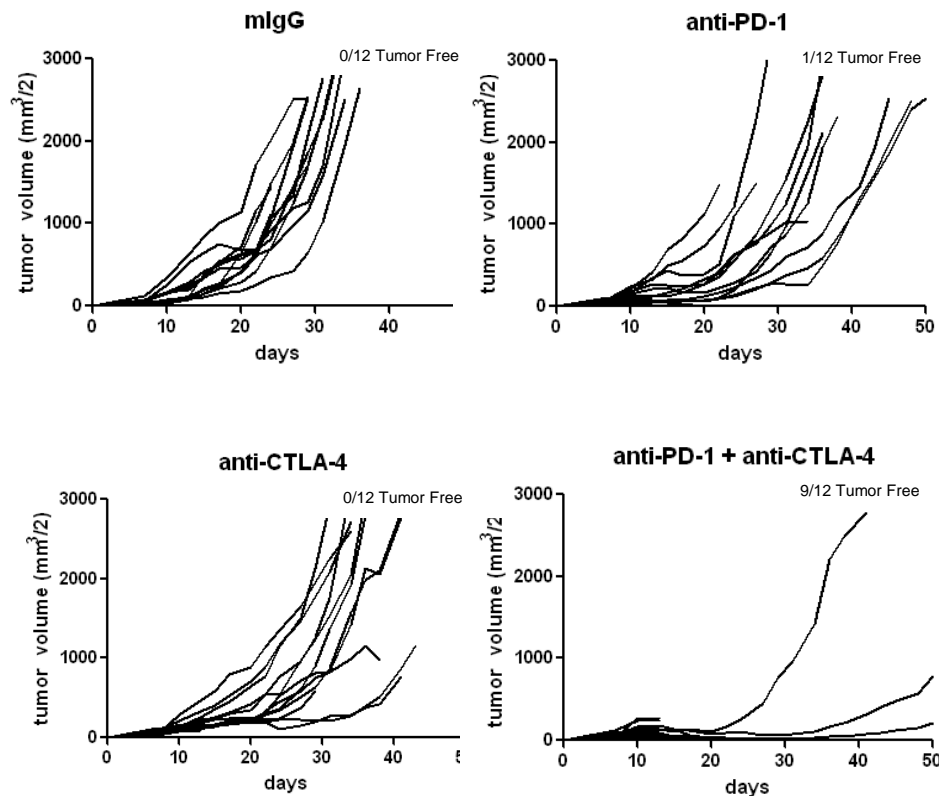 mIgG
0/12 Tumor Free
tumor volume (mm3/2)
3000
2000
1000
0
0 10 20 30 40
days
anti-PD-1
1/12 Tumor Free
tumor volume (mm3/2)
3000
2000
1000
0
0 10 20 30 40 50
days
anti-CTLA-4
0/12 Tumor Free
tumor volume (mm3/2)
3000
2000
1000
0
0 10 20 30 40
days
anti-PD-1 + anti-CTLA-4
9/12 Tumor Free
tumor volume (mm3/2)
3000
2000
1000
0
0 10 20 30 40 50
days